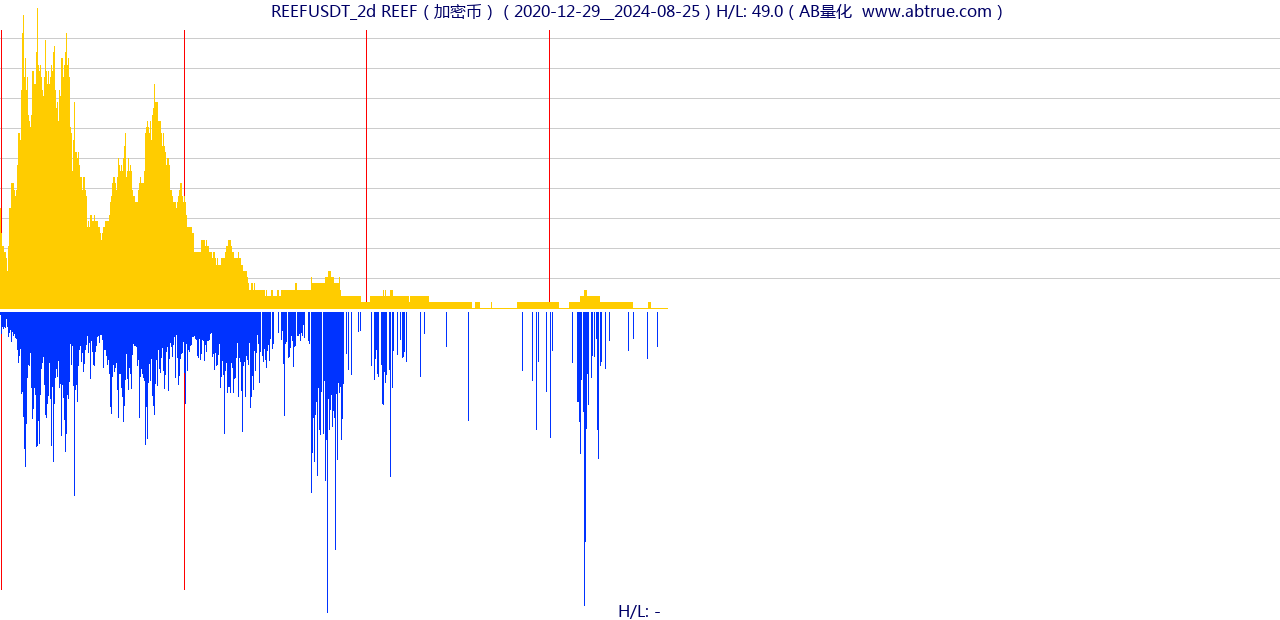 REEFUSDT_2d REEF（加密币）（2020-12-29__2024-08-25）H/L: 49.0（AB量化  www.abtrue.com）
H/L: -